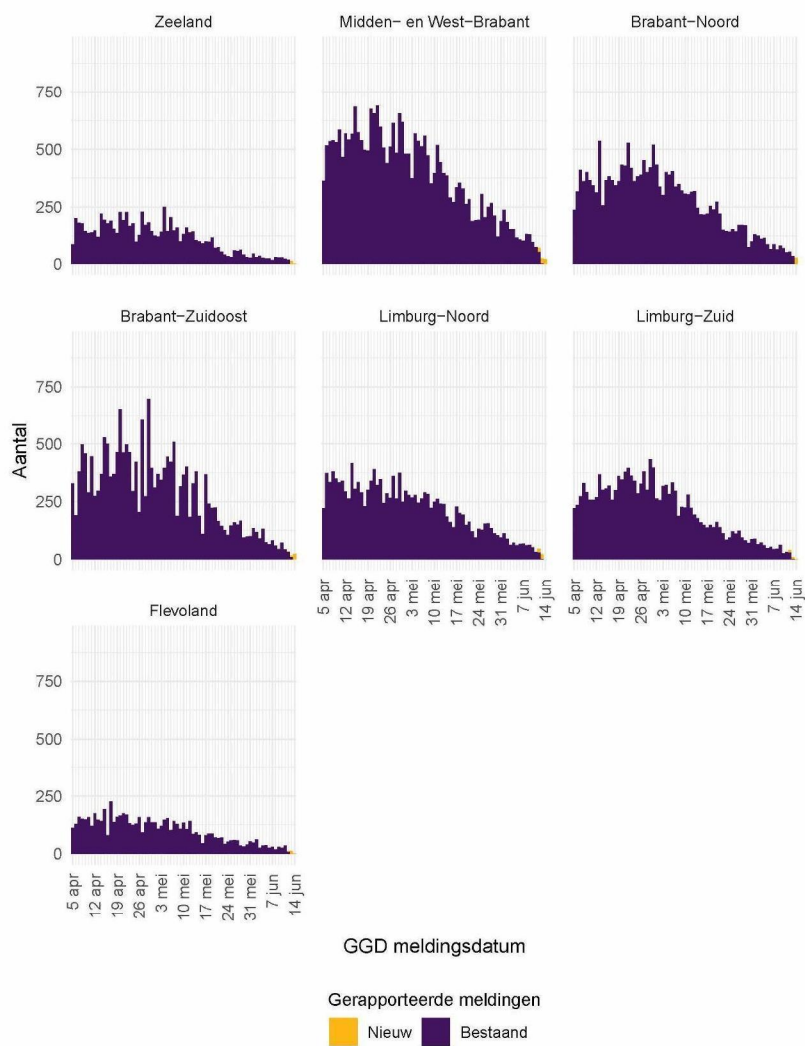 Zeeland
Midden- en West-Brabant
Brabant-Noord
750
500
250
0
Brabant-Zuidoost
Limburg-Noord
Limburg-Zuid
Aantal
750
500
250
0
5 apr
12 apr
19 apr
26 apr
3 mei
10 mei
17 mei
24 mei
31 mei
7 jun
14 jun
5 apr
12 apr
19 apr
26 apr
3 mei
10 mei
17 mei
24 mei
31 mei
7 jun
14 jun
Flevoland
750
500
250
0
5 apr
12 apr
19 apr
26 apr
3 mei
10 mei
17 mei
24 mei
31 mei
7 jun
14 jun
GGD meldingsdatum
Gerapporteerde meldingen
Nieuw
Bestaand